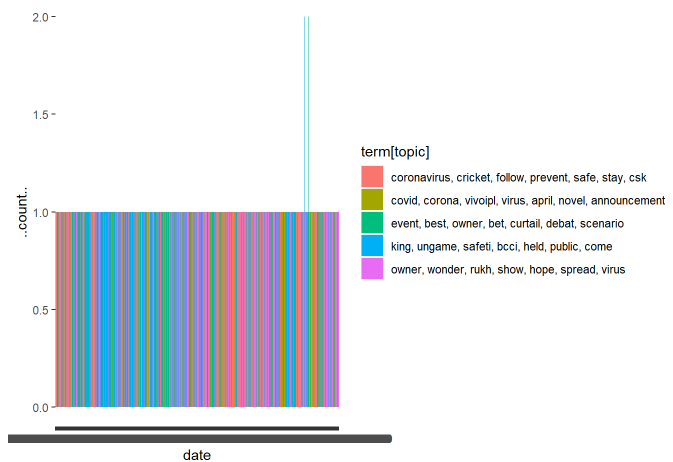 2.0
1.5
1.0
0.5
0.0
..count..
date
term[topic]
coronavirus, cricket, follow, prevent, safe, stay, csk
covid, corona, vivoipl, virus, april, novel, announcement
event, best, owner, bet, curtail, debat, scenario
king, ungame, safeti, bcci, held, public, come
owner, wonder, rukh, show, hope, spread, virus